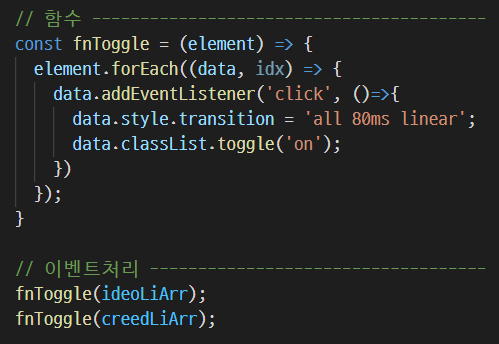 // 함수 -----------------------------------
const fnToggle = (element) => {
  element.forEach((data, idx) => {
    data.addEventListener('click', ()=>{
      data.style.transition = 'all 80ms linear';
      data.classList.toggle('on');
    })
  });
}
// 이벤트처리 ------------------------------
fnToggle(ideoLiArr);
fnToggle(creedLiArr);